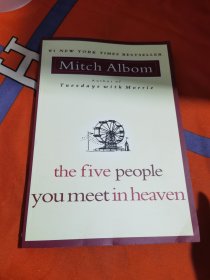 #1 NEW YORK TIMES BESTSELLER
Mitch Albom
Author of
Tuesdays with Morrie
the five people
you meet in heaven